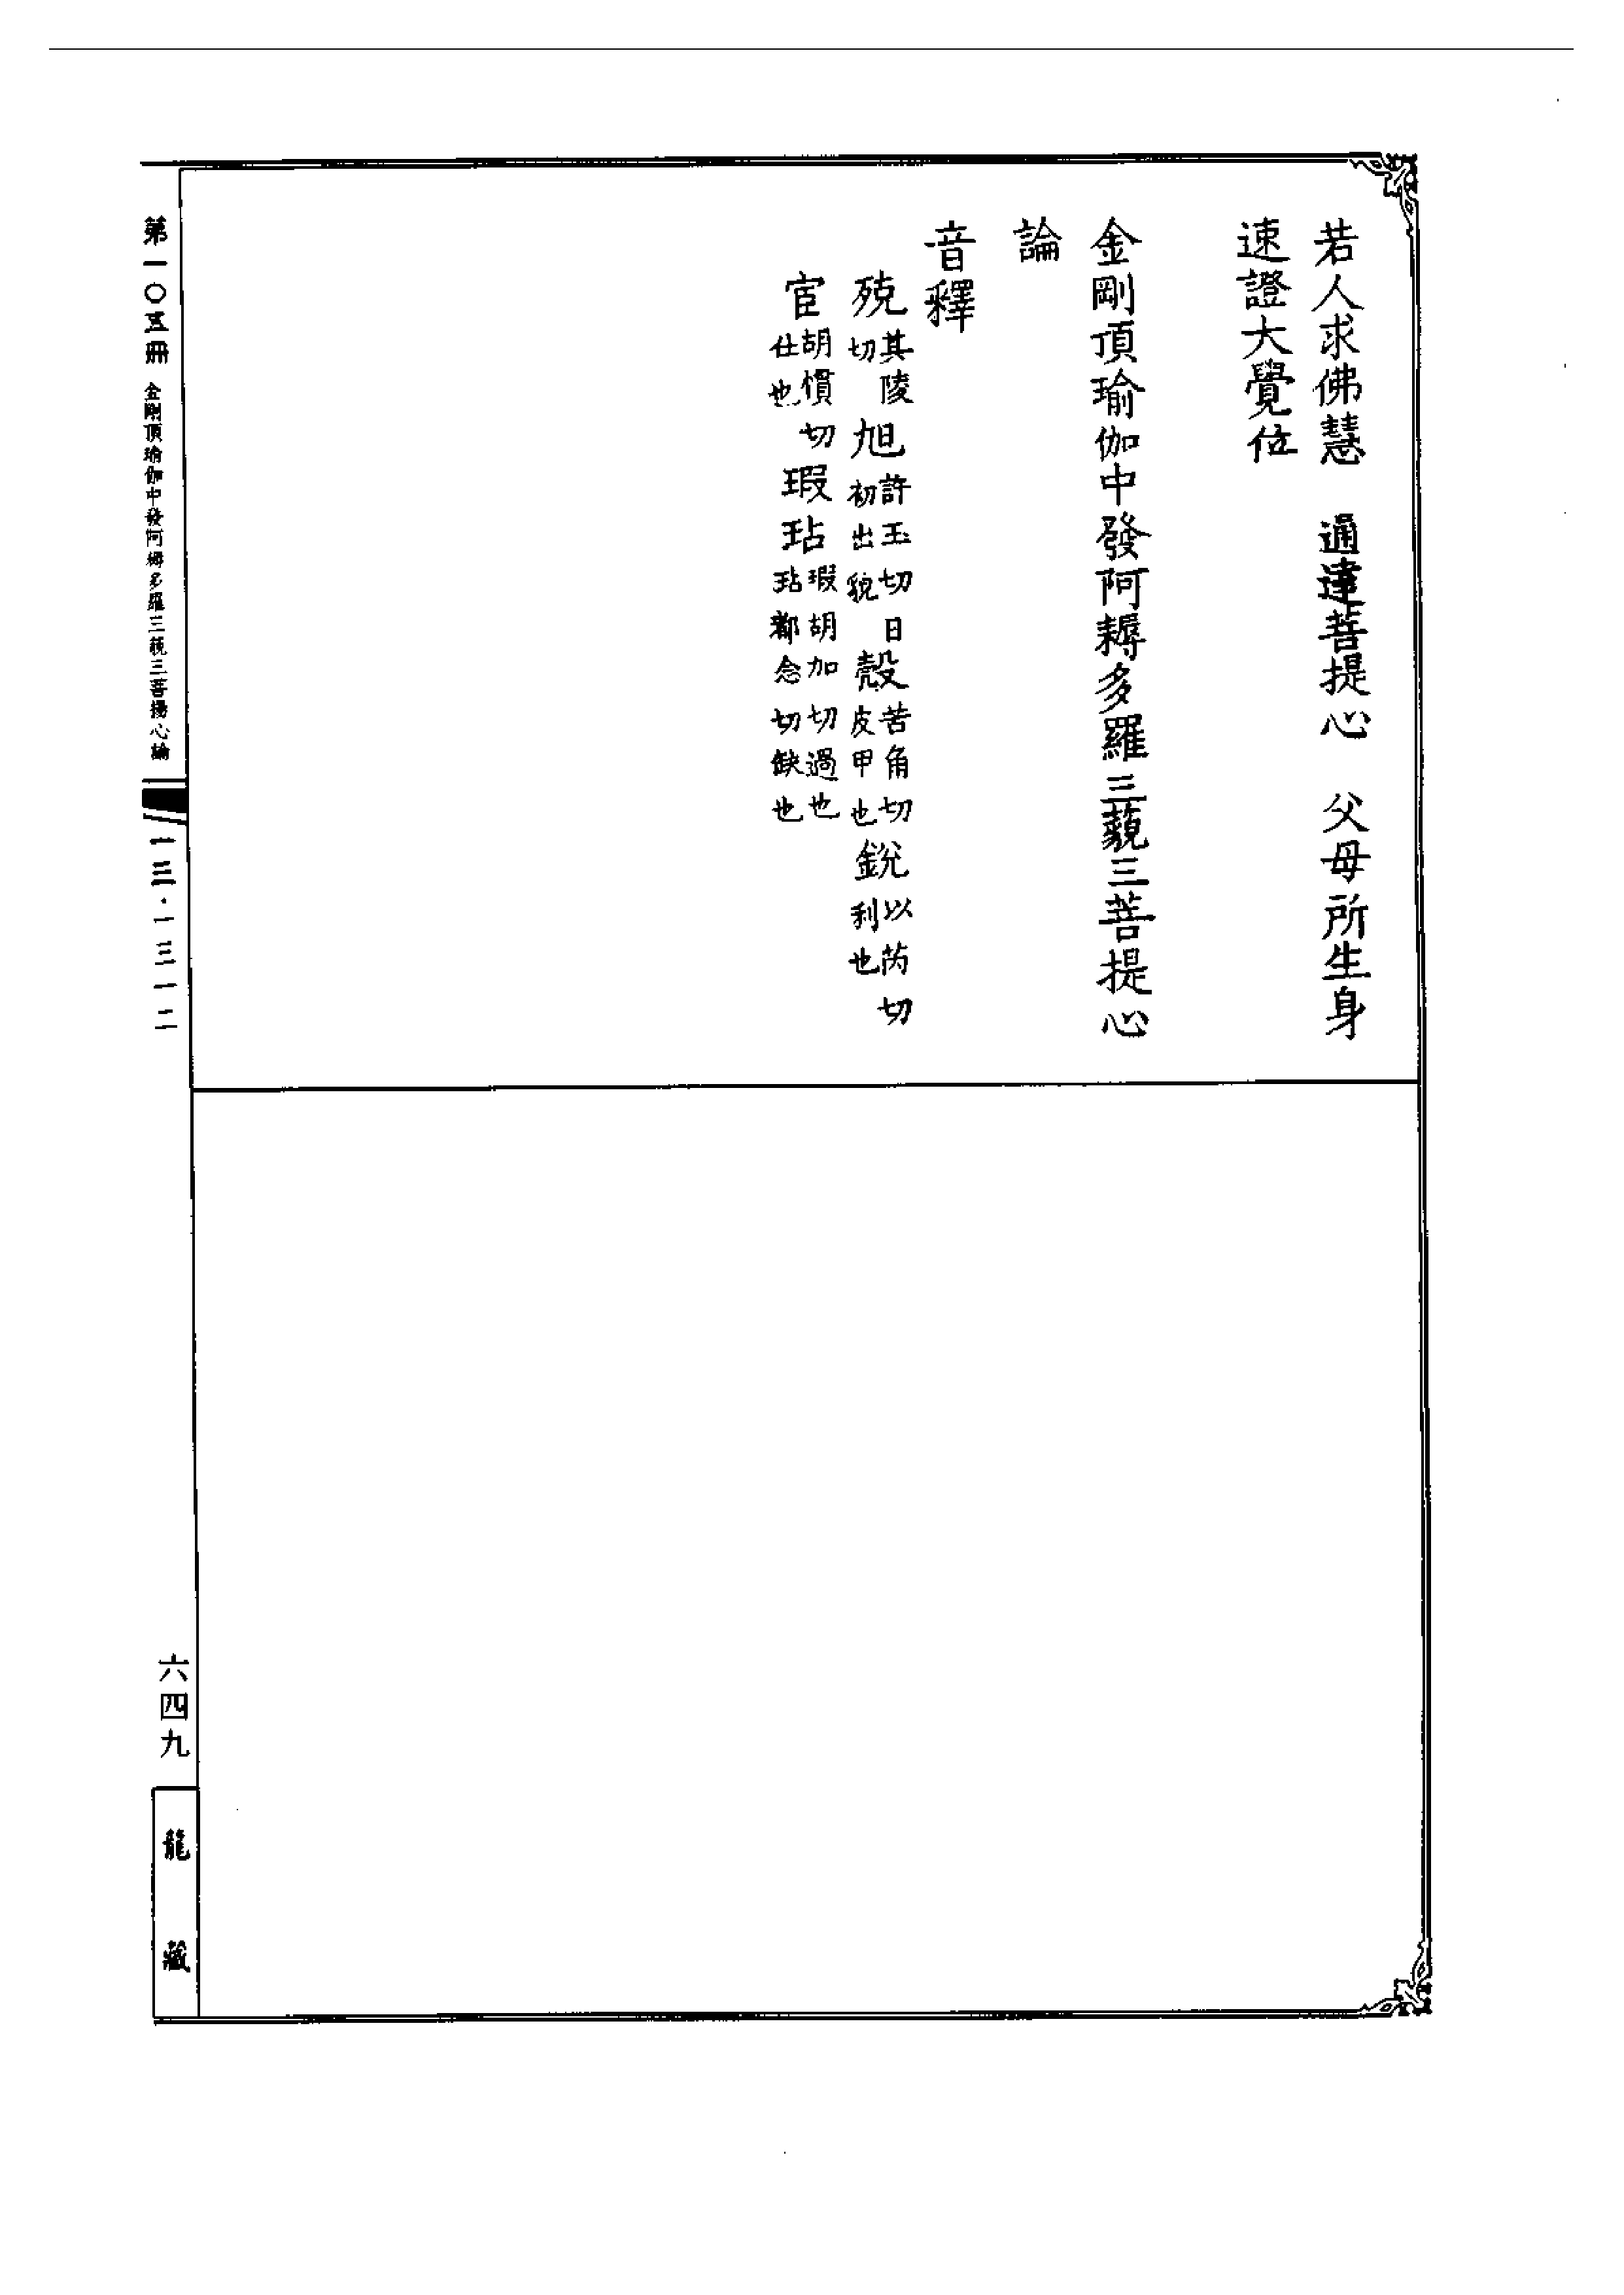 若人求佛慧　通達菩提心　父母所生身
速證大覺位
金剛頂瑜伽中發阿耨多羅三藐三菩提心
論
音釋
殑其陵切旭許玉切日初出貌殼苦角切皮甲也銳以芮切利也
宦胡慣切仕也瑕玷瑕胡加切過也玷都念切缺也
第一〇五冊　金剛頂瑜伽中發阿耨多羅三藐三菩提心論
一三·一三一二
六四九
龍藏